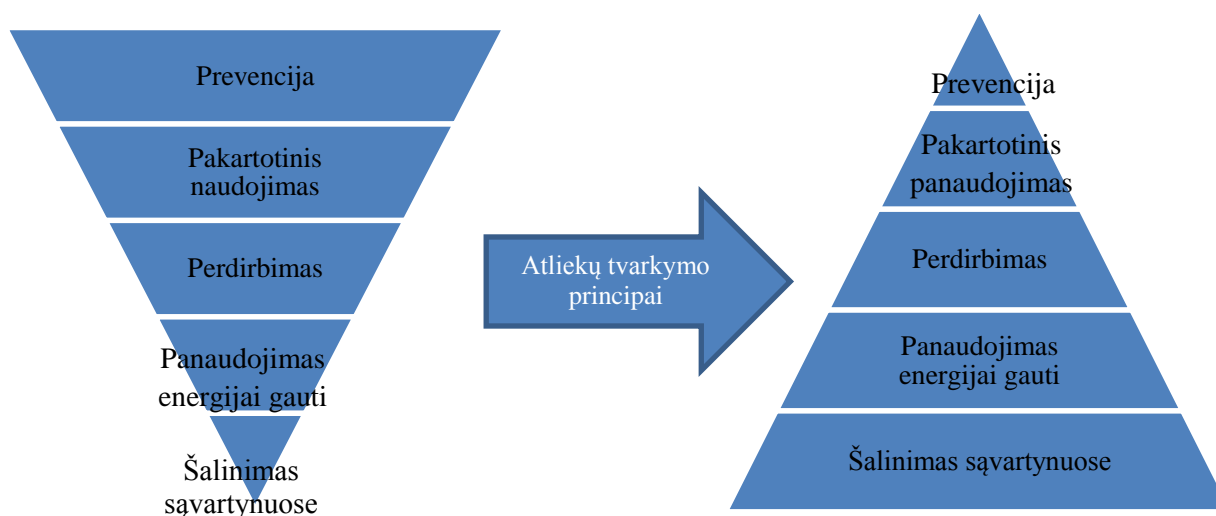 Prevencija
Pakartotinis
naudojimas
Perdirbimas
Panaudojimas
energijai gauti
Šalinimas
sąvartynuose
Atliekų tvarkymo
principai
Prevencija
Pakartotinis
panaudojimas
Perdirbimas
Panaudojimas
energijai gauti
Šalinimas sąvartynuose